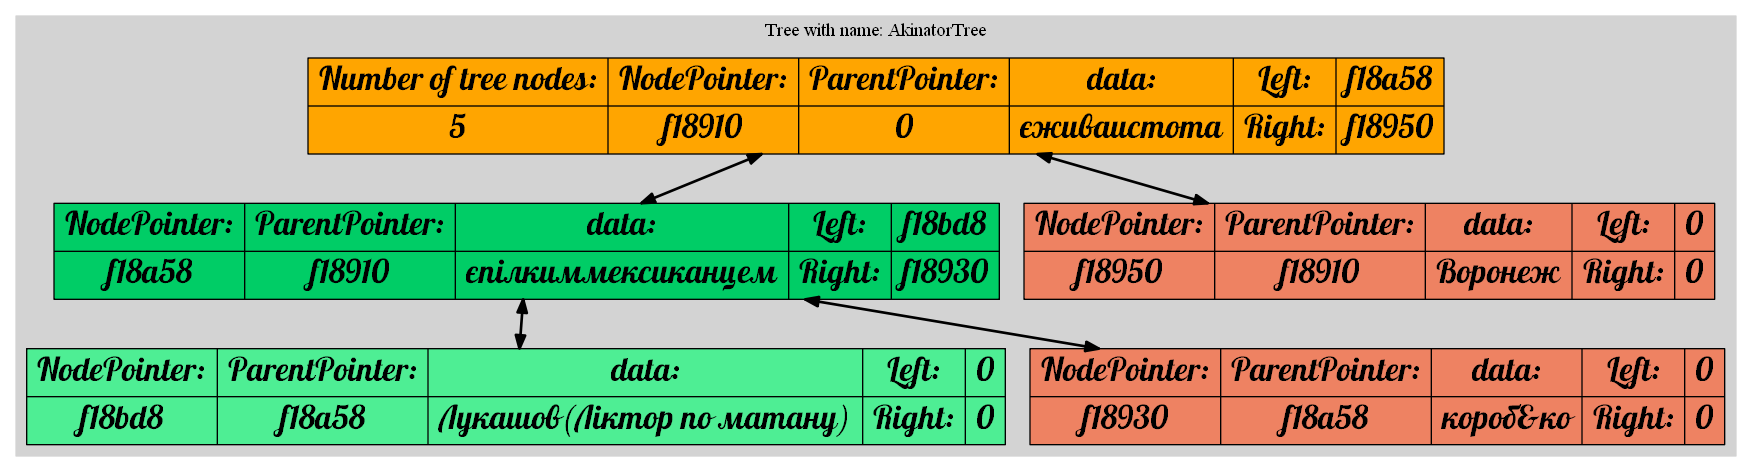 Tree with name: AkinatorTree
Number of tree nodes: NodePointer: ParentPointer: data: Left: f18a58
5 f18910 0 єживаистота Right: f18950
NodePointer: ParentPointer: data: Left: f18bd8
f18a58 f18910 єпілкиммексиканцем Right: f18930
NodePointer: ParentPointer: data: Left: 0
f18950 f18910 Воронеж Right: 0
NodePointer: ParentPointer: data: Left: 0
f18bd8 f18a58 Лукашов(Ліктор по матану) Right: 0
NodePointer: ParentPointer: data: Left: 0
f18930 f18a58 короб&ко Right: 0